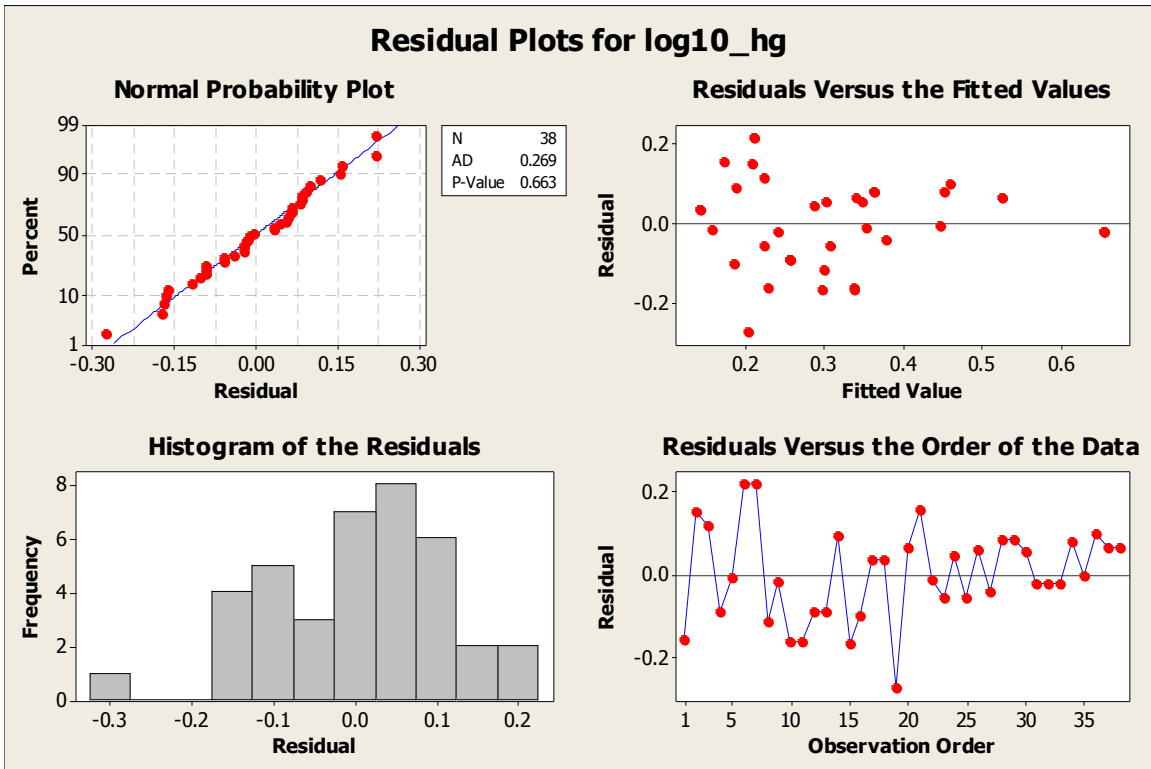 Residual Plots for log10_hg
Normal Probability Plot
99
90
50
10
1
Percent
-0.30 -0.15 0.00 0.15 0.30
Residual
N 38
AD 0.269
P-Value 0.663
Residuals Versus the Fitted Values
0.2
0.0
-0.2
Residual
0.2 0.3 0.4 0.5 0.6
Fitted Value
Histogram of the Residuals
8
6
4
2
0
Frequency
-0.3 -0.2 -0.1 0.0 0.1 0.2
Residual
Residuals Versus the Order of the Data
0.2
0.0
-0.2
Residual
1 5 10 15 20 25 30 35
Observation Order